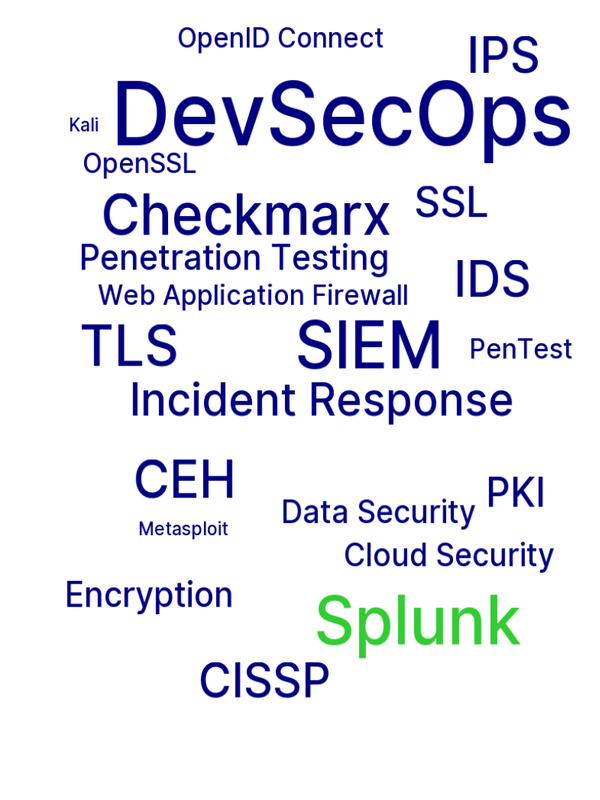 OpenID Connect
IPS
DevSecOps
Kali
OpenSSL
Checkmarx
SSL
Penetration Testing
IDS
Web Application Firewall
TLS
SIEM
PenTest
Incident Response
CEH
PKI
Data Security
Metasploit
Cloud Security
Encryption
Splunk
CISSP